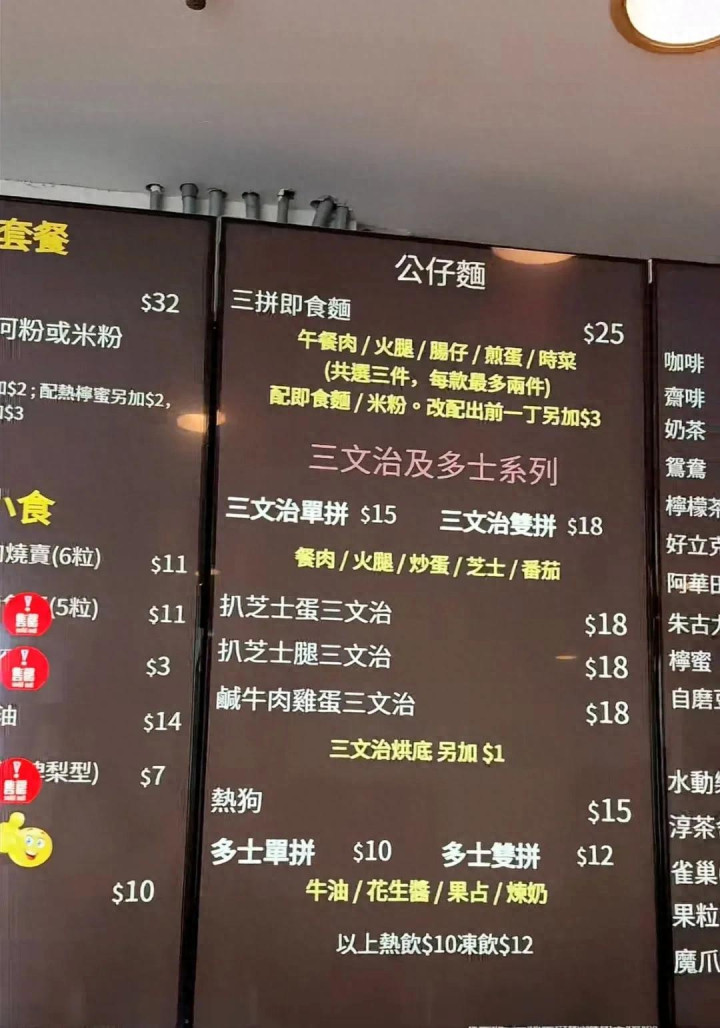 套餐
$32
河粉或米粉
加$2；配熱檸蜜另加$2，
$3
小食
燒賣(6粒) $11
(5粒) $11
售罄
$3
售罄
油 $14
梨型) $7
售罄
$10
公仔麵
三拼即食麵 $25
午餐肉 / 火腿 / 腸仔 / 煎蛋 / 時菜
(共選三件，每款最多兩件)
配即食麵 / 米粉。改配出前一丁另加$3
三文治及多士系列
三文治單拼 $15 三文治雙拼 $18
餐肉 / 火腿 / 炒蛋 / 芝士 / 番茄
扒芝士蛋三文治 $18
扒芝士腿三文治 $18
鹹牛肉雞蛋三文治 $18
三文治烘底 另加 $1
熱狗 $15
多士單拼 $10 多士雙拼 $12
牛油 / 花生醬 / 果占 / 煉奶
以上熱飲$10凍飲$12
咖啡
齋啡
奶茶
鴛鴦
檸檬茶
好立克
阿華田
朱古力
檸蜜
自磨豆
水動樂
淳茶舍
雀巢
果粒
魔爪